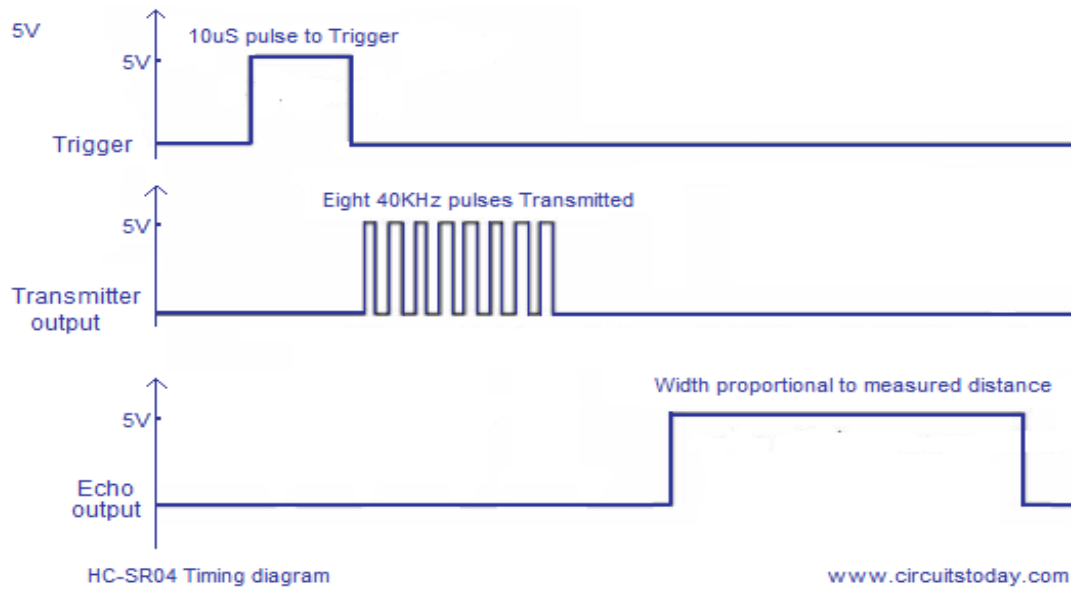 5V
10uS pulse to Trigger
5V
Trigger
Eight 40KHz pulses Transmitted
5V
Transmitter
output
Width proportional to measured distance
5V
Echo
output
HC-SR04 Timing diagram
www.circuitstoday.com